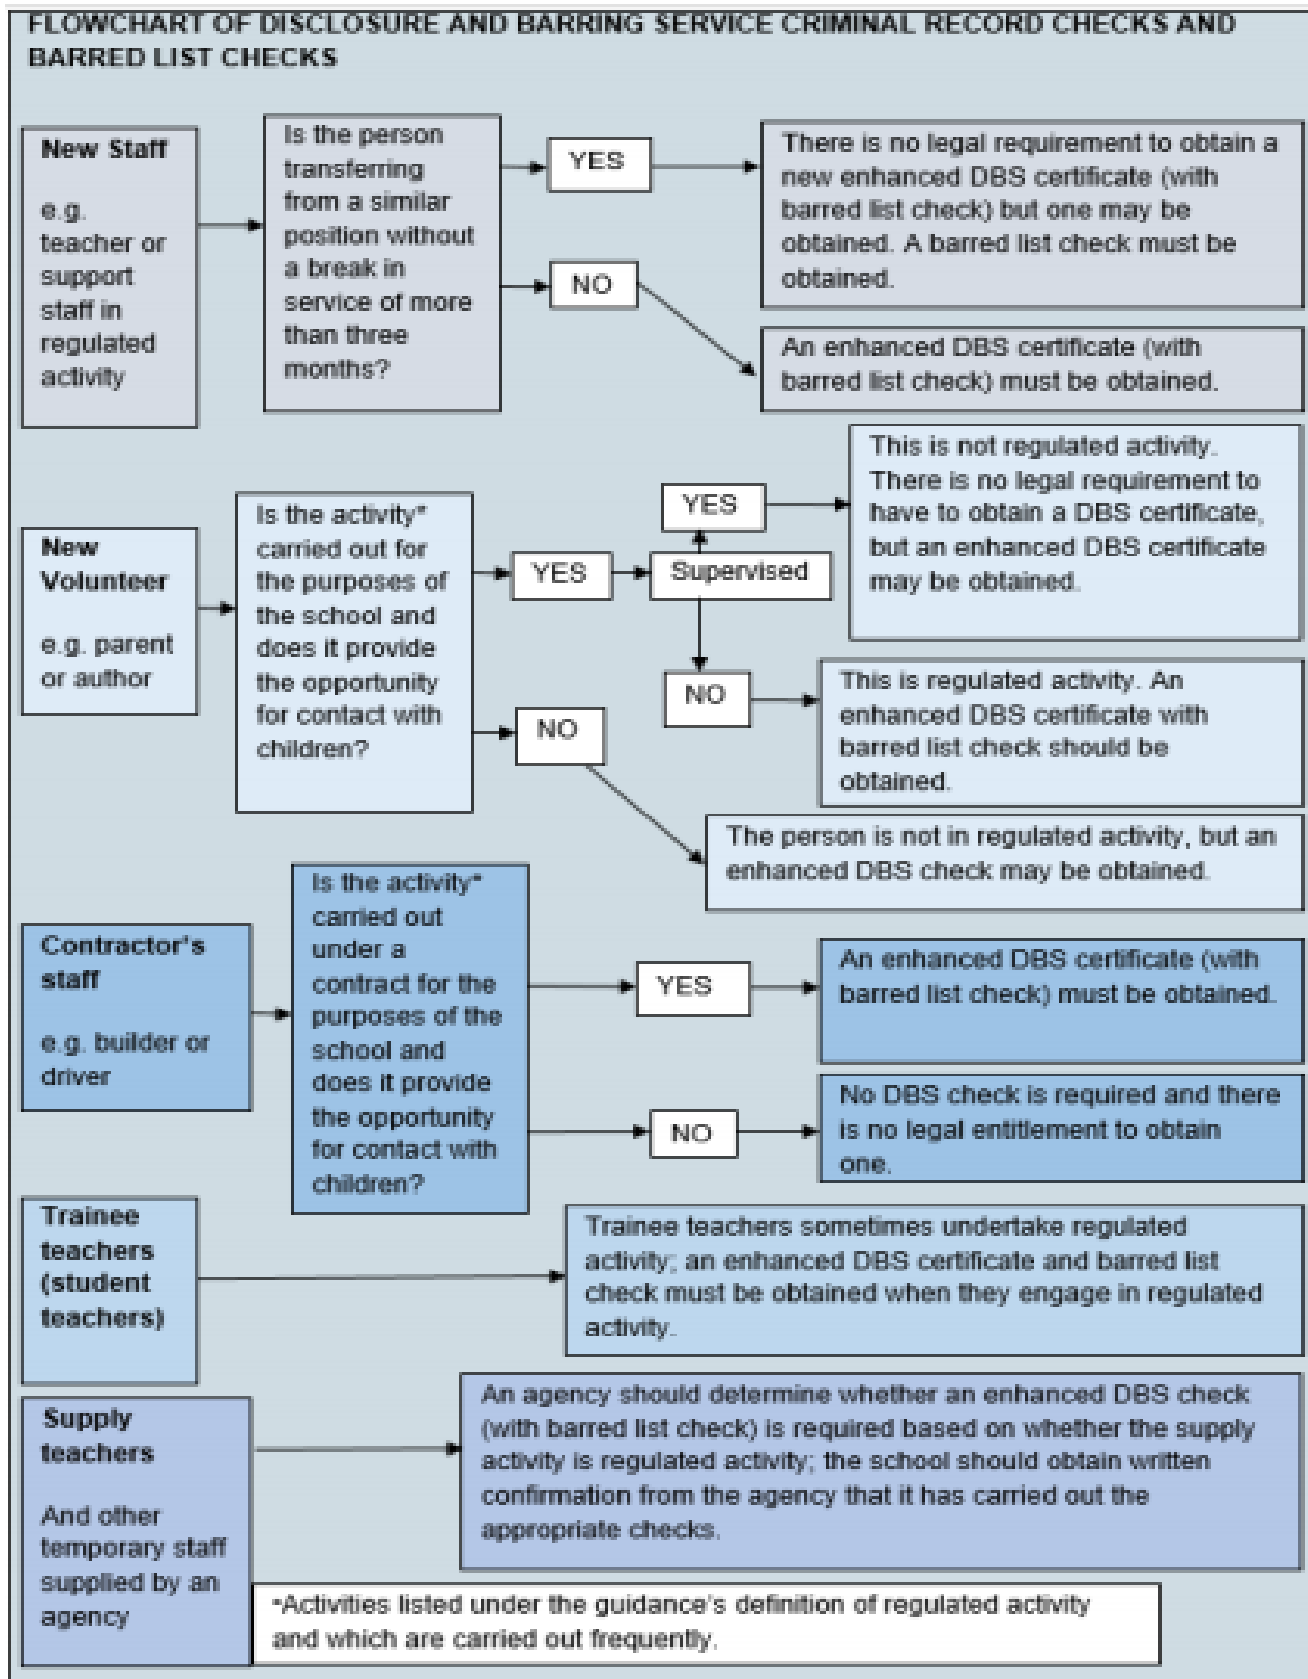 FLOWCHART OF DISCLOSURE AND BARRING SERVICE CRIMINAL RECORD CHECKS AND
BARRED LIST CHECKS
New Staff
e.g.
teacher or
support
staff in
regulated
activity
Is the person
transferring
from a similar
position without
a break in
service of more
than three
months?
YES
NO
There is no legal requirement to obtain a
new enhanced DBS certificate (with
barred list check) but one may be
obtained. A barred list check must be
obtained.
An enhanced DBS certificate (with
barred list check) must be obtained.
New
Volunteer
e.g. parent
or author
Is the activity*
carried out for
the purposes of
the school and
does it provide
the opportunity
for contact with
children?
YES
NO
Supervised
YES
NO
This is not regulated activity.
There is no legal requirement to
have to obtain a DBS certificate,
but an enhanced DBS certificate
may be obtained.
This is regulated activity. An
enhanced DBS certificate with
barred list check should be
obtained.
The person is not in regulated activity, but an
enhanced DBS check may be obtained.
Contractor's
staff
e.g. builder or
driver
Is the activity*
carried out
under a
contract for the
purposes of the
school and
does it provide
the opportunity
for contact with
children?
YES
NO
An enhanced DBS certificate (with
barred list check) must be obtained.
No DBS check is required and there
is no legal entitlement to obtain
one.
Trainee
teachers
(student
teachers)
Trainee teachers sometimes undertake regulated
activity; an enhanced DBS certificate and barred list
check must be obtained when they engage in regulated
activity.
Supply
teachers
And other
temporary staff
supplied by an
agency
An agency should determine whether an enhanced DBS check
(with barred list check) is required based on whether the supply
activity is regulated activity; the school should obtain written
confirmation from the agency that it has carried out the
appropriate checks.
*Activities listed under the guidance's definition of regulated activity
and which are carried out frequently.